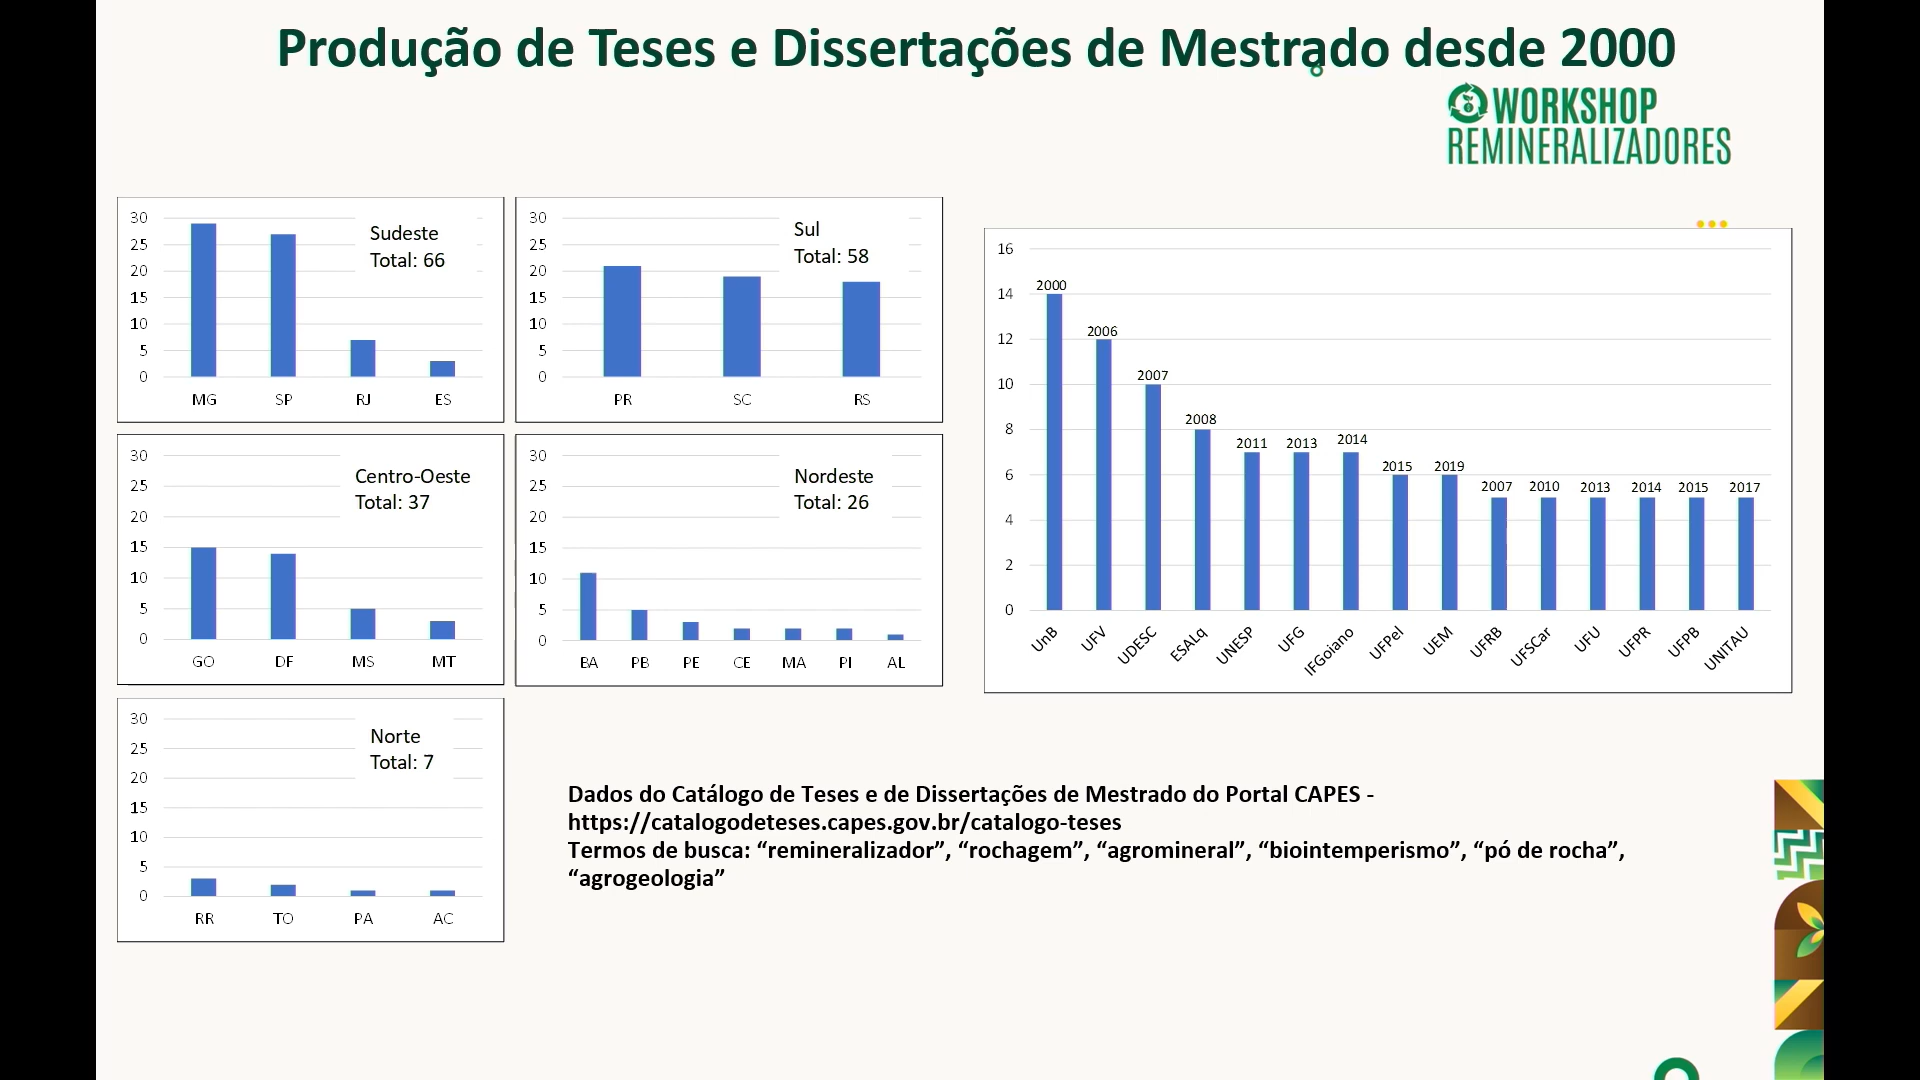 Produção de Teses e Dissertações de Mestrado desde 2000
WORKSHOP
REMINERALIZADORES
30
25
20
15
10
5
0
Sudeste
Total: 66
MG SP RJ ES
30
25
20
15
10
5
0
Sul
Total: 58
PR SC RS
30
25
20
15
10
5
0
Centro-Oeste
Total: 37
GO DF MS MT
30
25
20
15
10
5
0
Nordeste
Total: 26
BA PB PE CE MA PI AL
30
25
20
15
10
5
0
Norte
Total: 7
RR TO PA AC
16
14
12
10
8
6
4
2
0
2000 2006 2007 2008 2011 2013 2014 2015 2019 2007 2010 2013 2014 2015 2017
UnB UFV UDESC ESALq UNESP UFG IFGoiano UFPel UEM UFRB UFSCar UFU UFPR UFPB UNITAU
Dados do Catálogo de Teses e de Dissertações de Mestrado do Portal CAPES -
https://catalogodeteses.capes.gov.br/catalogo-teses
Termos de busca: “remineralizador”, “rochagem”, “agromineral”, “biointemperismo”, “pó de rocha”,
“agrogeologia”